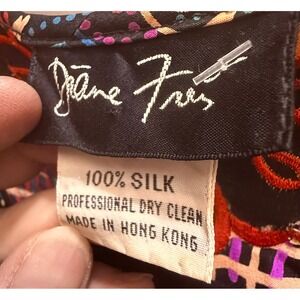 Diane Freis
100% SILK
PROFESSIONAL DRY CLEAN
MADE IN HONG KONG